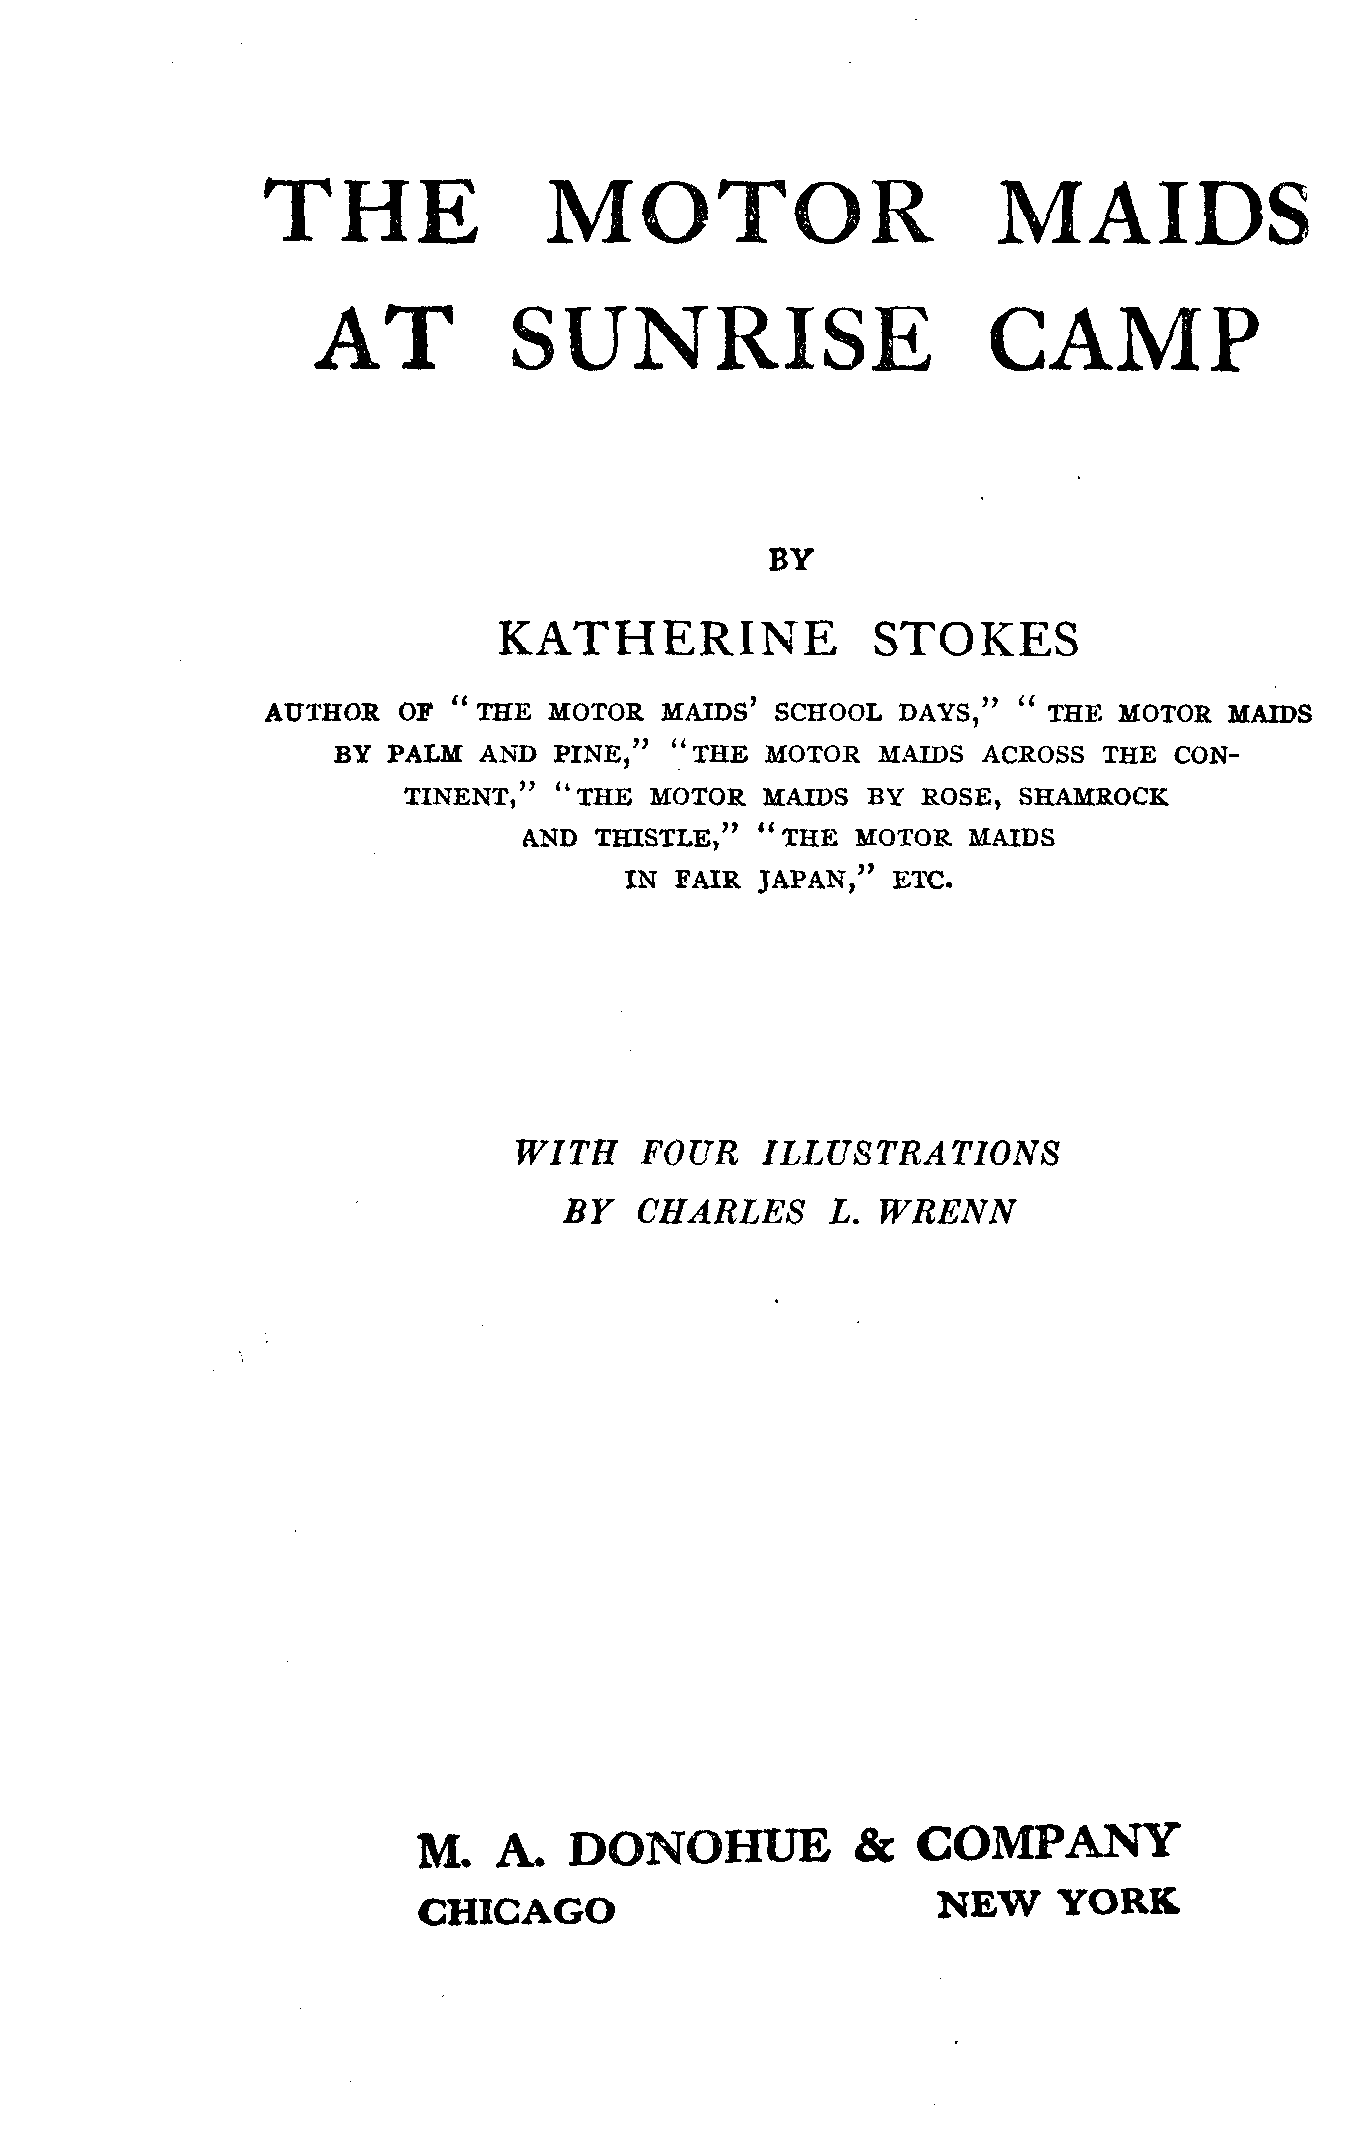 THE MOTOR MAIDS
AT SUNRISE CAMP
BY
KATHERINE STOKES
AUTHOR OF “THE MOTOR MAIDS’ SCHOOL DAYS,” “THE MOTOR MAIDS
BY PALM AND PINE,” “THE MOTOR MAIDS ACROSS THE CON-
TINENT,” “THE MOTOR MAIDS BY ROSE, SHAMROCK
AND THISTLE,” “THE MOTOR MAIDS
IN FAIR JAPAN,” ETC.
WITH FOUR ILLUSTRATIONS
BY CHARLES L. WRENN
M. A. DONOHUE & COMPANY
CHICAGO NEW YORK